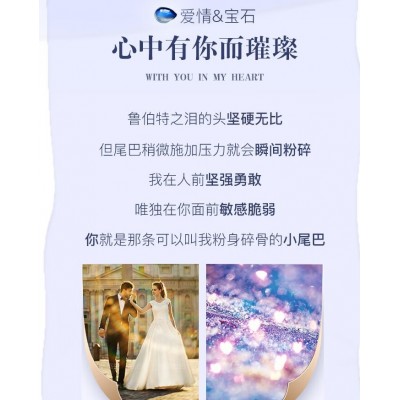 爱情&宝石
心中有你而璀璨
WITH YOU IN MY HEART
鲁伯特之泪的头坚硬无比
但尾巴稍微施加压力就会瞬间粉碎
我在人前坚强勇敢
唯独在你面前敏感脆弱
你就是那条可以叫我粉身碎骨的小尾巴